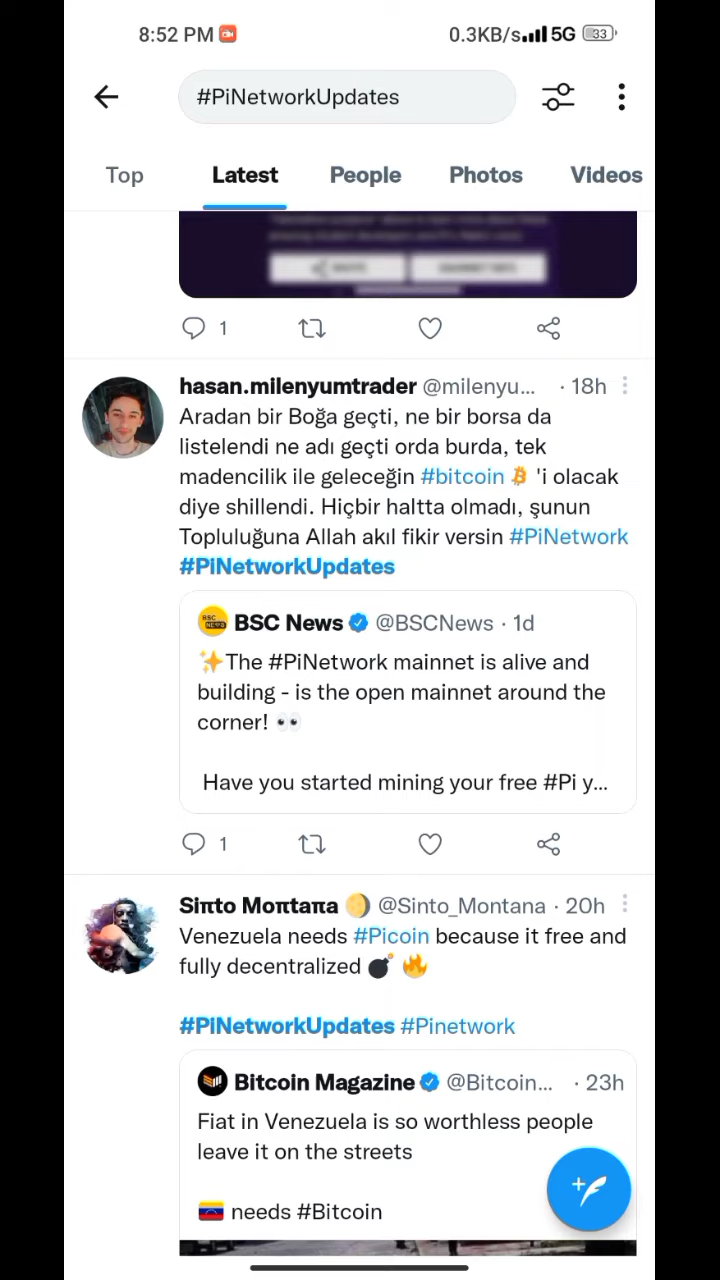 8:52 PM
0.3KB/s 5G 33
#PiNetworkUpdates
Top Latest People Photos Videos
1
hasan.milenyumtrader @milenyu... · 18h
Aradan bir Boğa geçti, ne bir borsa da
listelendi ne adı geçti orda burda, tek
madencilik ile geleceğin #bitcoin 'i olacak
diye shillendi. Hiçbir haltta olmadı, şunun
Topluluğuna Allah akıl fikir versin #PiNetwork
#PiNetworkUpdates
BSC NEWS
BSC News @BSCNews · 1d
✨The #PiNetwork mainnet is alive and
building - is the open mainnet around the
corner! 👀
Have you started mining your free #Pi y...
1
Siπto Moπtaπa 🌖 @Sinto_Montana · 20h
Venezuela needs #Picoin because it free and
fully decentralized 💣 🔥
#PiNetworkUpdates #Pinetwork
Bitcoin Magazine @Bitcoin... · 23h
Fiat in Venezuela is so worthless people
leave it on the streets
🇻🇪 needs #Bitcoin